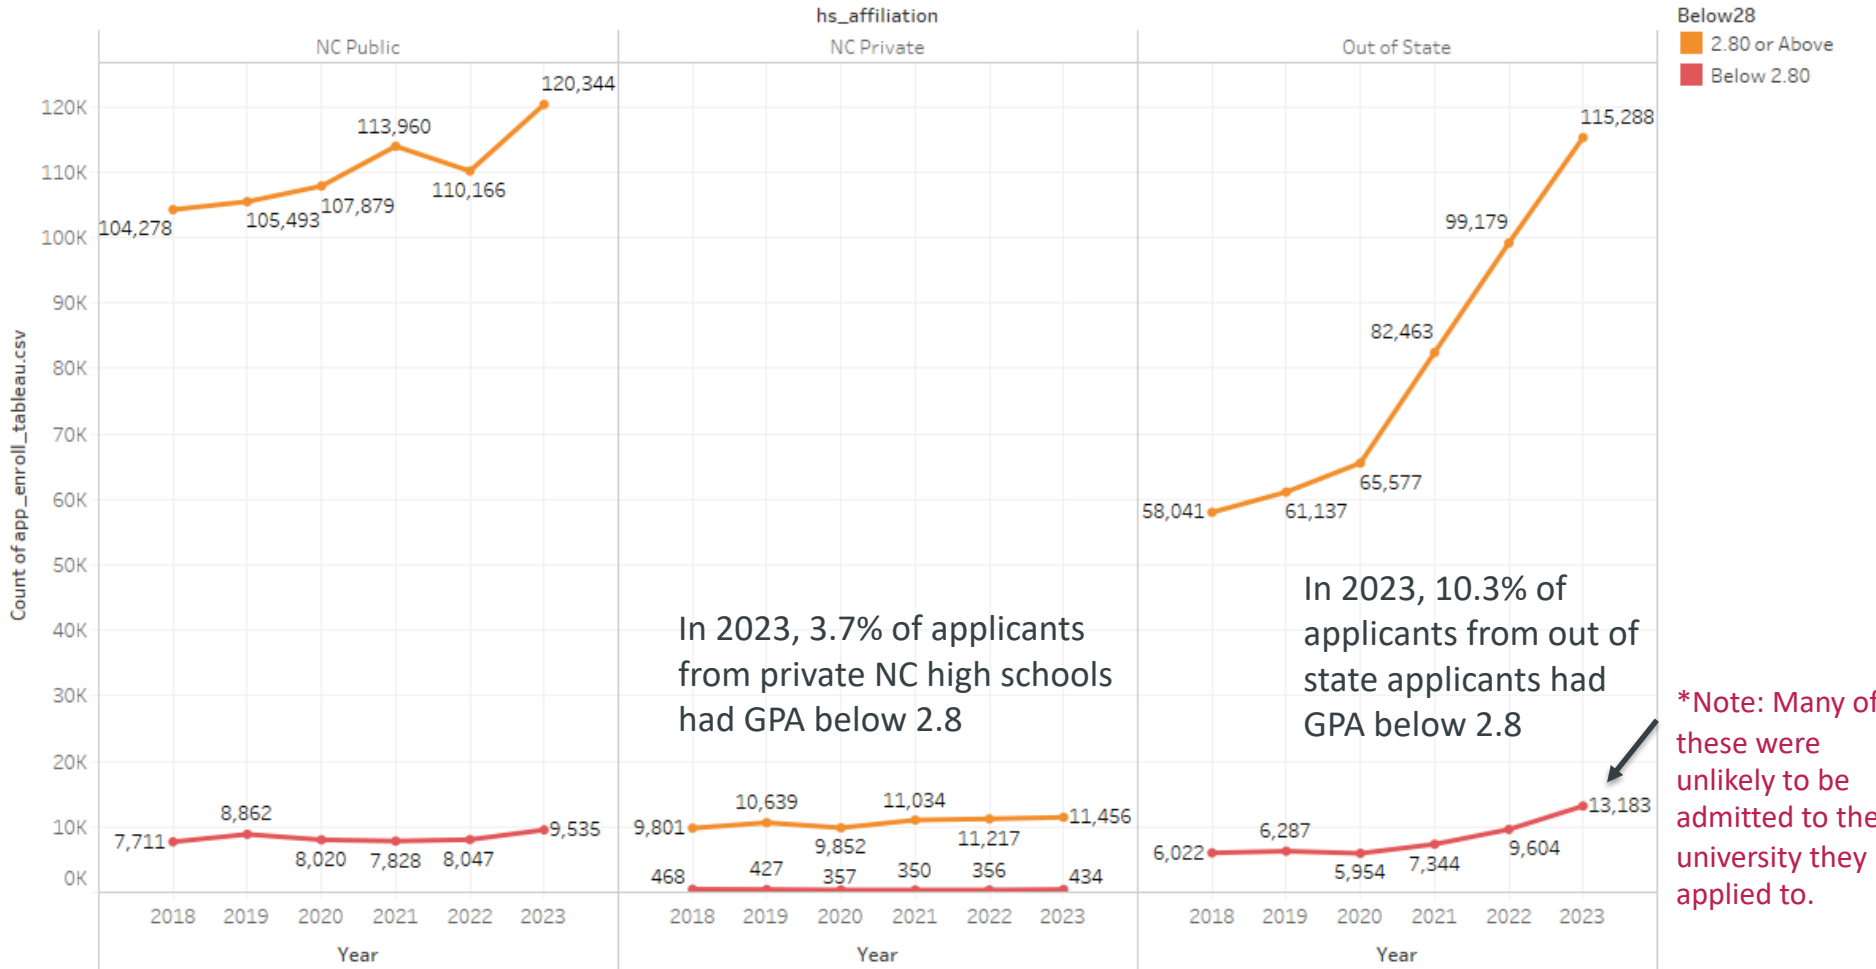 hs_affiliation
NC Public
NC Private
Out of State
Below28
2.80 or Above
Below 2.80
Count of app_enroll_tableau.csv
120K
110K
100K
90K
80K
70K
60K
50K
40K
30K
20K
10K
0K
104,278
105,493
107,879
113,960
110,166
120,344
7,711
8,862
8,020
7,828
8,047
9,535
In 2023, 3.7% of applicants
from private NC high schools
had GPA below 2.8
9,801
10,639
9,852
11,034
11,217
11,456
468
427
357
350
356
434
58,041
61,137
65,577
82,463
99,179
115,288
In 2023, 10.3% of
applicants from out of
state applicants had
GPA below 2.8
6,022
6,287
5,954
7,344
9,604
13,183
*Note: Many of
these were
unlikely to be
admitted to the
university they
applied to.
2018 2019 2020 2021 2022 2023
2018 2019 2020 2021 2022 2023
2018 2019 2020 2021 2022 2023
Year
Year
Year